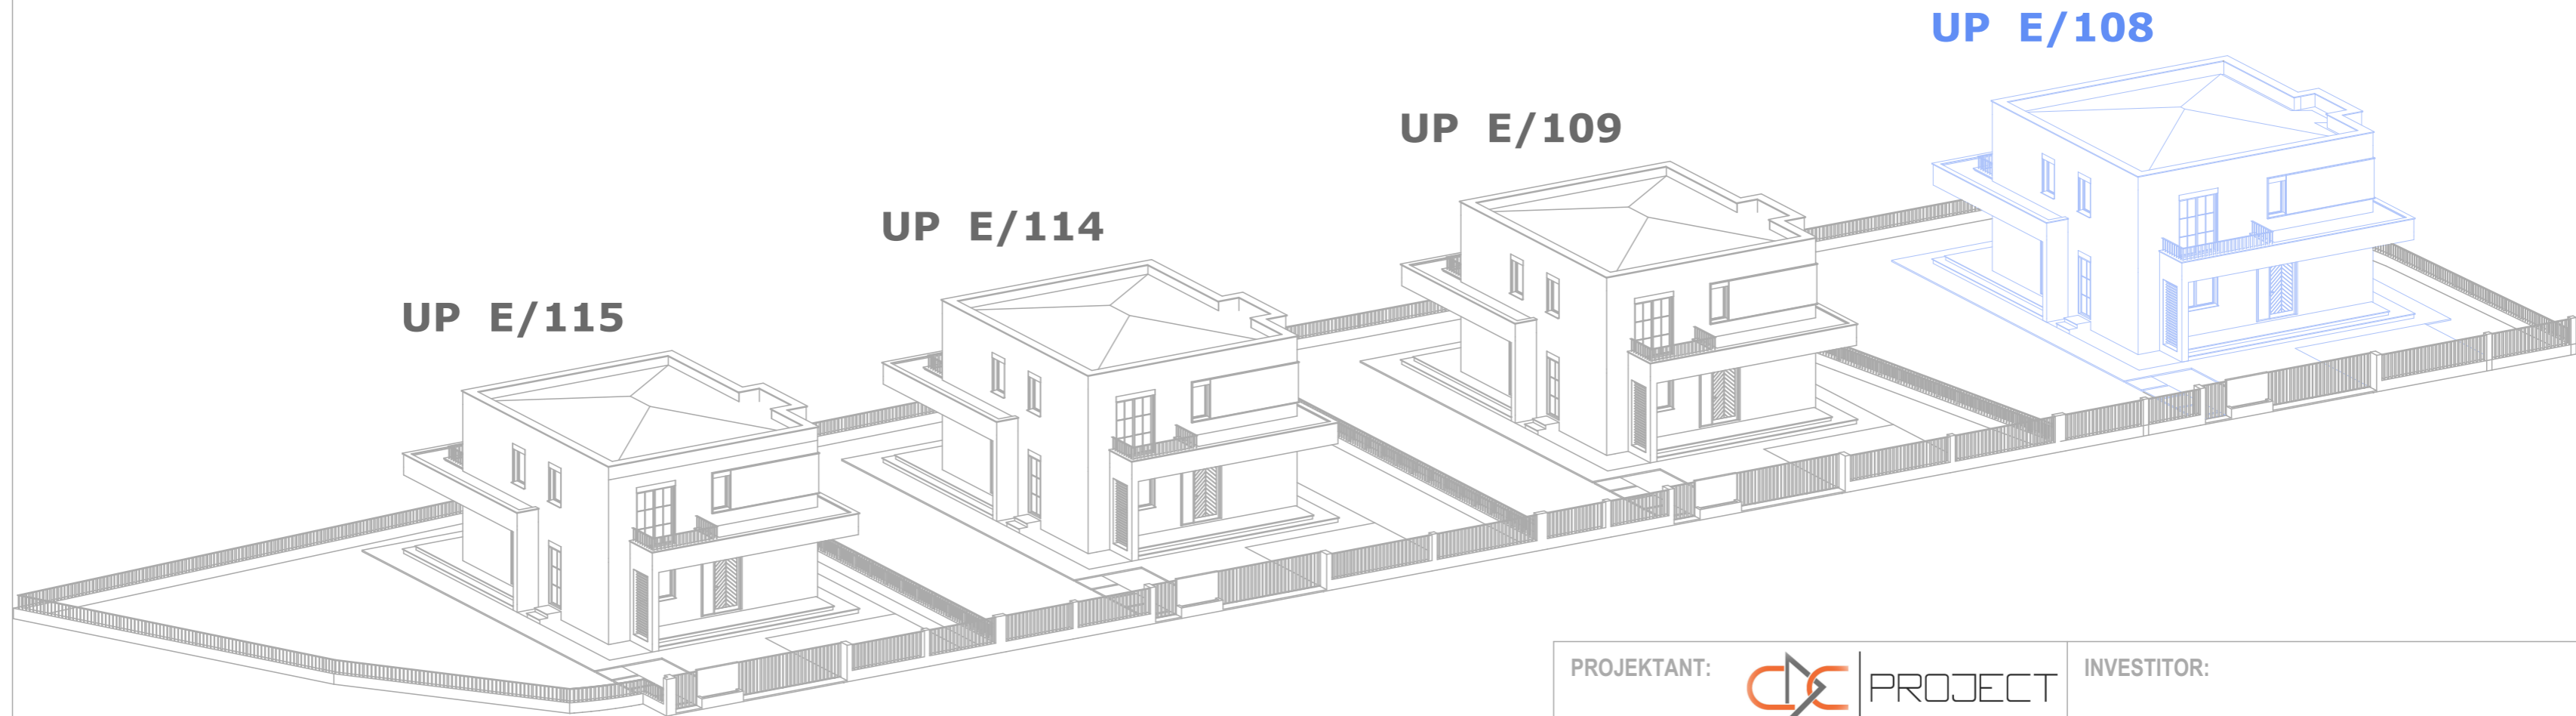 UP E/108
UP E/109
UP E/114
UP E/115
PROJEKTANT:
PROJECT
INVESTITOR: